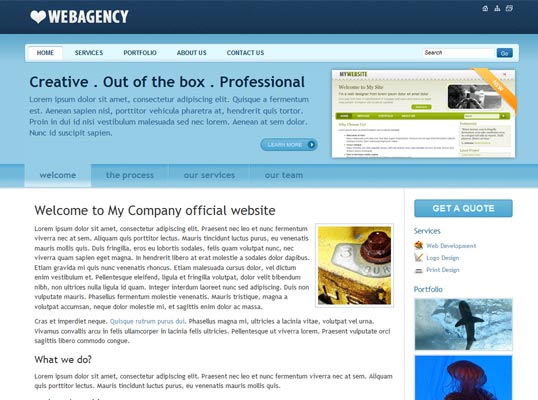 WEBAGENCY
HOME SERVICES PORTFOLIO ABOUT US CONTACT US
Search Go
Creative . Out of the box . Professional
Lorem ipsum dolor sit amet, consectetur adipiscing elit. Quisque a fermentum
est. Aenean sapien nisl, porttitor vehicula pharetra at, hendrerit quis tortor.
Proin in dui id nisi vestibulum malesuada sed nec lorem. Aenean at sem dolor.
Nunc id suscipit sapien.
LEARN MORE
MYWEBSITE
Welcome to My Site
welcome the process our services our team
Welcome to My Company official website
Lorem ipsum dolor sit amet, consectetur adipiscing elit. Praesent nec leo et nunc fermentum
viverra nec at sem. Aliquam quis porttitor lectus. Mauris tincidunt luctus purus, eu venenatis
mauris mollis quis. Duis fringilla, eros eu lobortis sodales, felis quam volutpat nunc, nec
viverra quam sapien eget magna. In hendrerit libero at erat molestie a sodales dolor dapibus.
Etiam gravida mi quis nunc venenatis rhoncus. Etiam malesuada cursus dolor, vel dictum
enim vestibulum et. Pellentesque eleifend, ligula et fringilla volutpat, dolor velit bibendum
nibh, non ultrices nulla ligula id quam. Integer interdum laoreet nunc sed aliquam. Duis non
vulputate mauris. Phasellus fermentum molestie venenatis. Mauris tristique, magna a
volutpat accumsan, neque dolor molestie mi, et sagittis enim dolor ac massa.
Cras et imperdiet neque. Quisque rutrum purus dui. Phasellus magna mi, ultricies a lacinia vitae, volutpat vel urna.
Vivamus convallis arcu in felis ullamcorper in lacinia felis ultricies. Pellentesque ut viverra lorem. Praesent vulputate
commodo orci sagittis laoreet.
What we do?
Lorem ipsum dolor sit amet, consectetur adipiscing elit. Praesent nec leo et nunc fermentum viverra nec at sem. Aliquam
quis porttitor lectus. Mauris tincidunt luctus purus, eu venenatis mauris mollis quis.
GET A QUOTE
Services
Web Development
Logo Design
Print Design
Portfolio